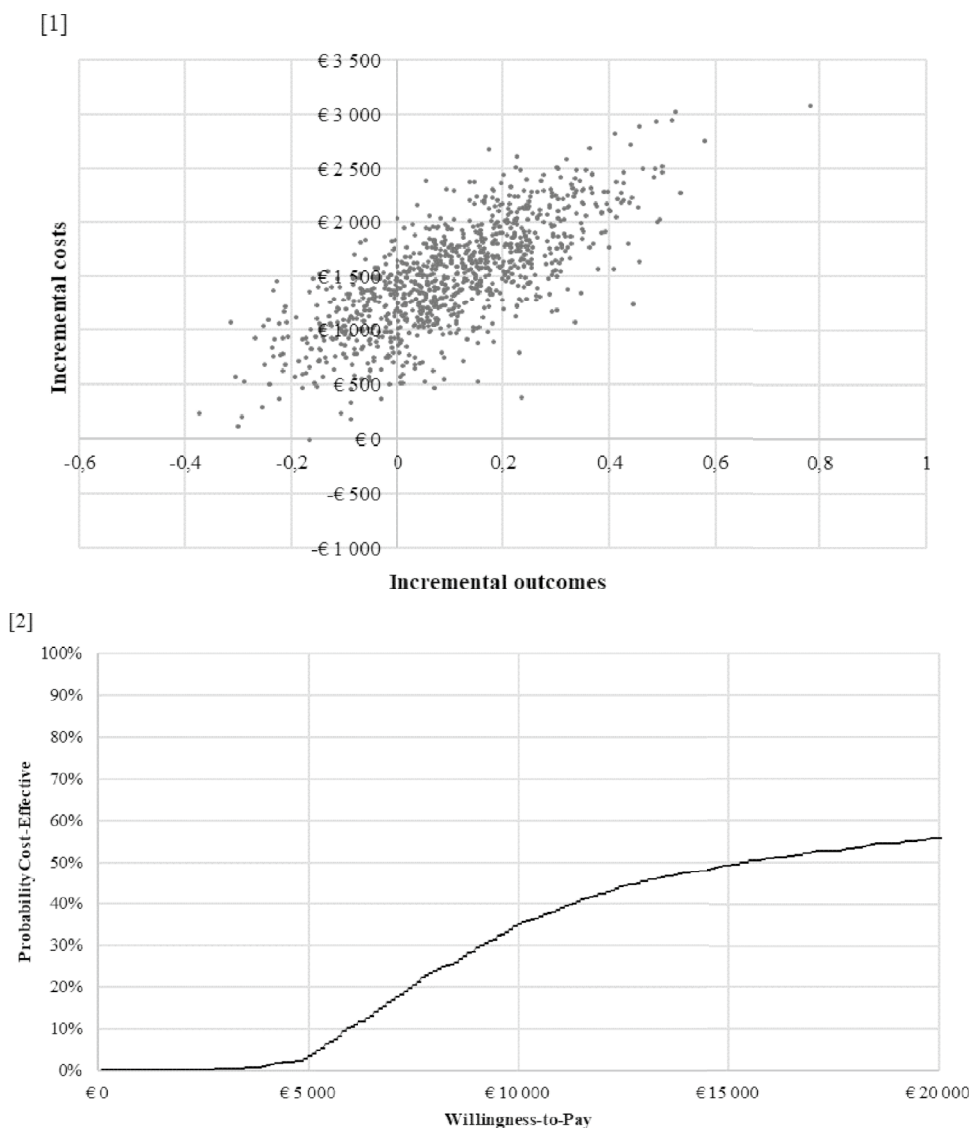 [1]
€ 3 500
€ 3 000
€ 2 500
€ 2 000
€ 1 500
€ 1 000
€ 500
€ 0
-0,6 -0,4 -0,2 0 0,2 0,4 0,6 0,8 1
-€ 500
-€ 1 000
Incremental costs
Incremental outcomes
[2]
100%
90%
80%
70%
60%
50%
40%
30%
20%
10%
0%
Probability Cost-Effective
€ 0 € 5 000 € 10 000 € 15 000 € 20 000
Willingness-to-Pay